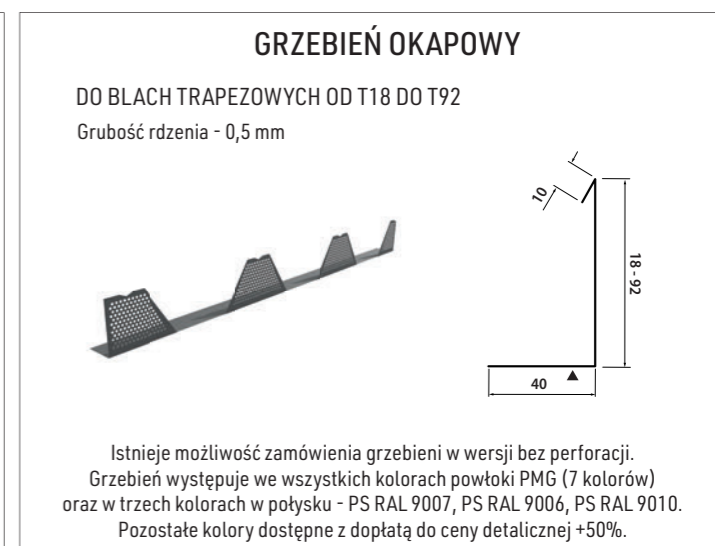 GRZEBIEŃ OKAPOWY
DO BLACH TRAPEZOWYCH OD T18 DO T92
Grubość rdzenia - 0,5 mm
10
18 - 92
40
Istnieje możliwość zamówienia grzebieni w wersji bez perforacji.
Grzebień występuje we wszystkich kolorach powłoki PMG (7 kolorów)
oraz w trzech kolorach w połysku - PS RAL 9007, PS RAL 9006, PS RAL 9010.
Pozostałe kolory dostępne z dopłatą do ceny detalicznej +50%.